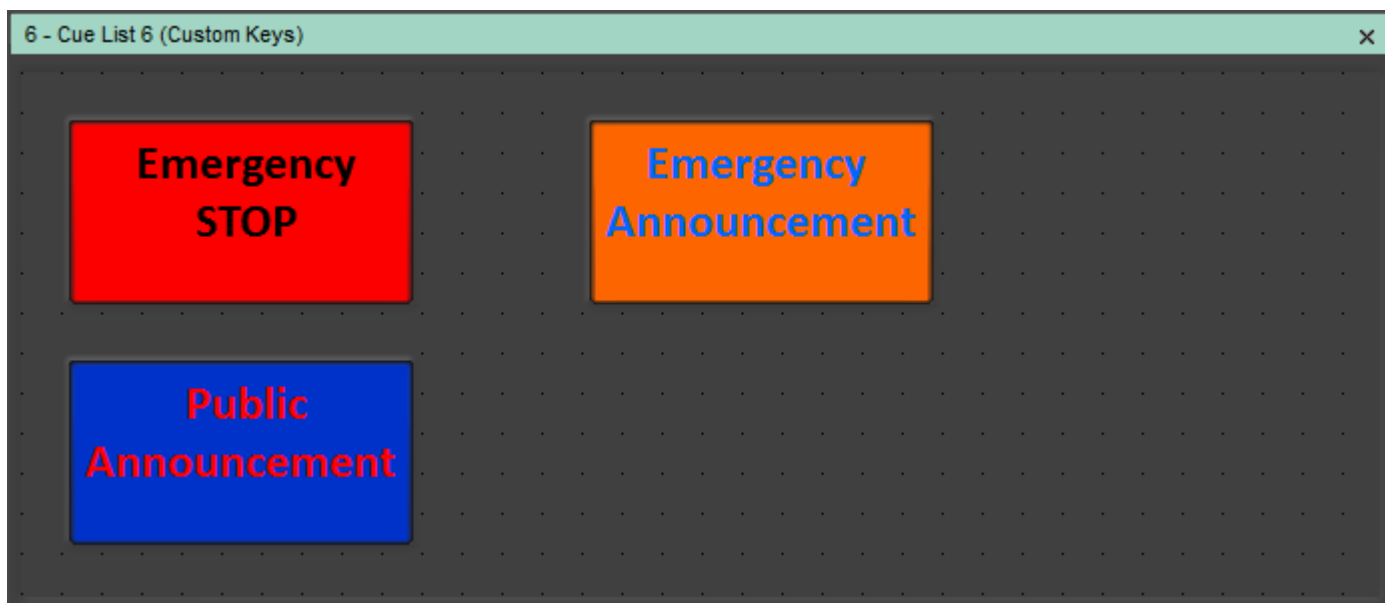 6 - Cue List 6 (Custom Keys)
Emergency
STOP
Emergency
Announcement
Public
Announcement